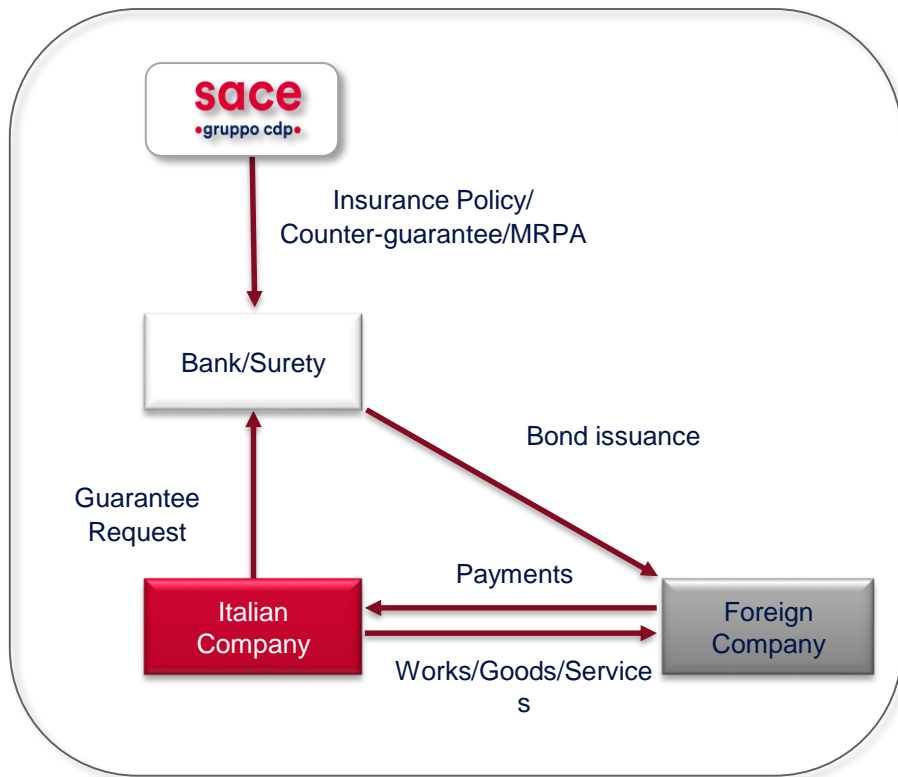 sace
•gruppo cdp•
Insurance Policy/
Counter-guarantee/MRPA
Bank/Surety
Bond issuance
Guarantee
Request
Payments
Italian
Company
Foreign
Company
Works/Goods/Service
s